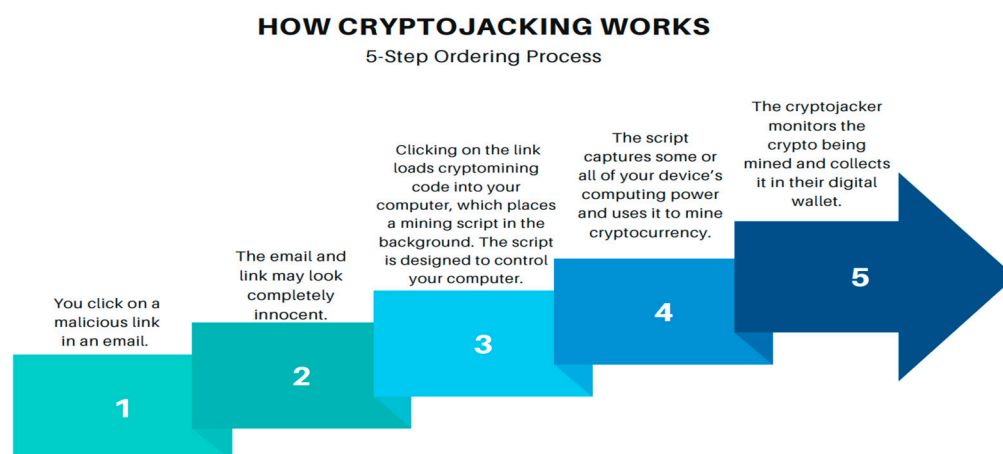 HOW CRYPTOJACKING WORKS
5-Step Ordering Process
You click on a
malicious link
in an email.
1
The email and
link may look
completely
innocent.
2
Clicking on the link
loads cryptomining
code into your
computer, which places
a mining script in the
background. The script
is designed to control
your computer.
3
The script
captures some or
all of your device's
computing power
and uses it to mine
cryptocurrency.
4
The cryptojacker
monitors the
crypto being
mined and collects
it in their digital
wallet.
5